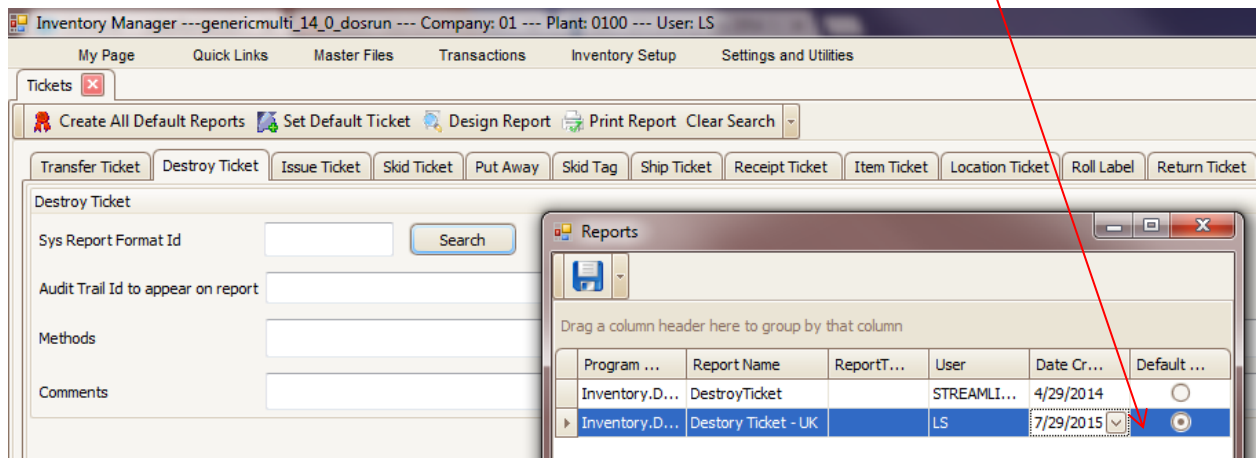 Inventory Manager ---genericmulti_14_0_dosrun --- Company: 01 --- Plant: 0100 --- User: LS
My Page Quick Links Master Files Transactions Inventory Setup Settings and Utilities
Tickets
Create All Default Reports Set Default Ticket Design Report Print Report Clear Search
Transfer Ticket Destroy Ticket Issue Ticket Skid Ticket Put Away Skid Tag Ship Ticket Receipt Ticket Item Ticket Location Ticket Roll Label Return Ticket
Destroy Ticket
Sys Report Format Id Search
Audit Trail Id to appear on report
Methods
Comments
Reports
Drag a column header here to group by that column
Program ... Report Name ReportT... User Date Cr... Default ...
Inventory.D... DestroyTicket STREAMLI... 4/29/2014
Inventory.D... Destory Ticket - UK LS 7/29/2015